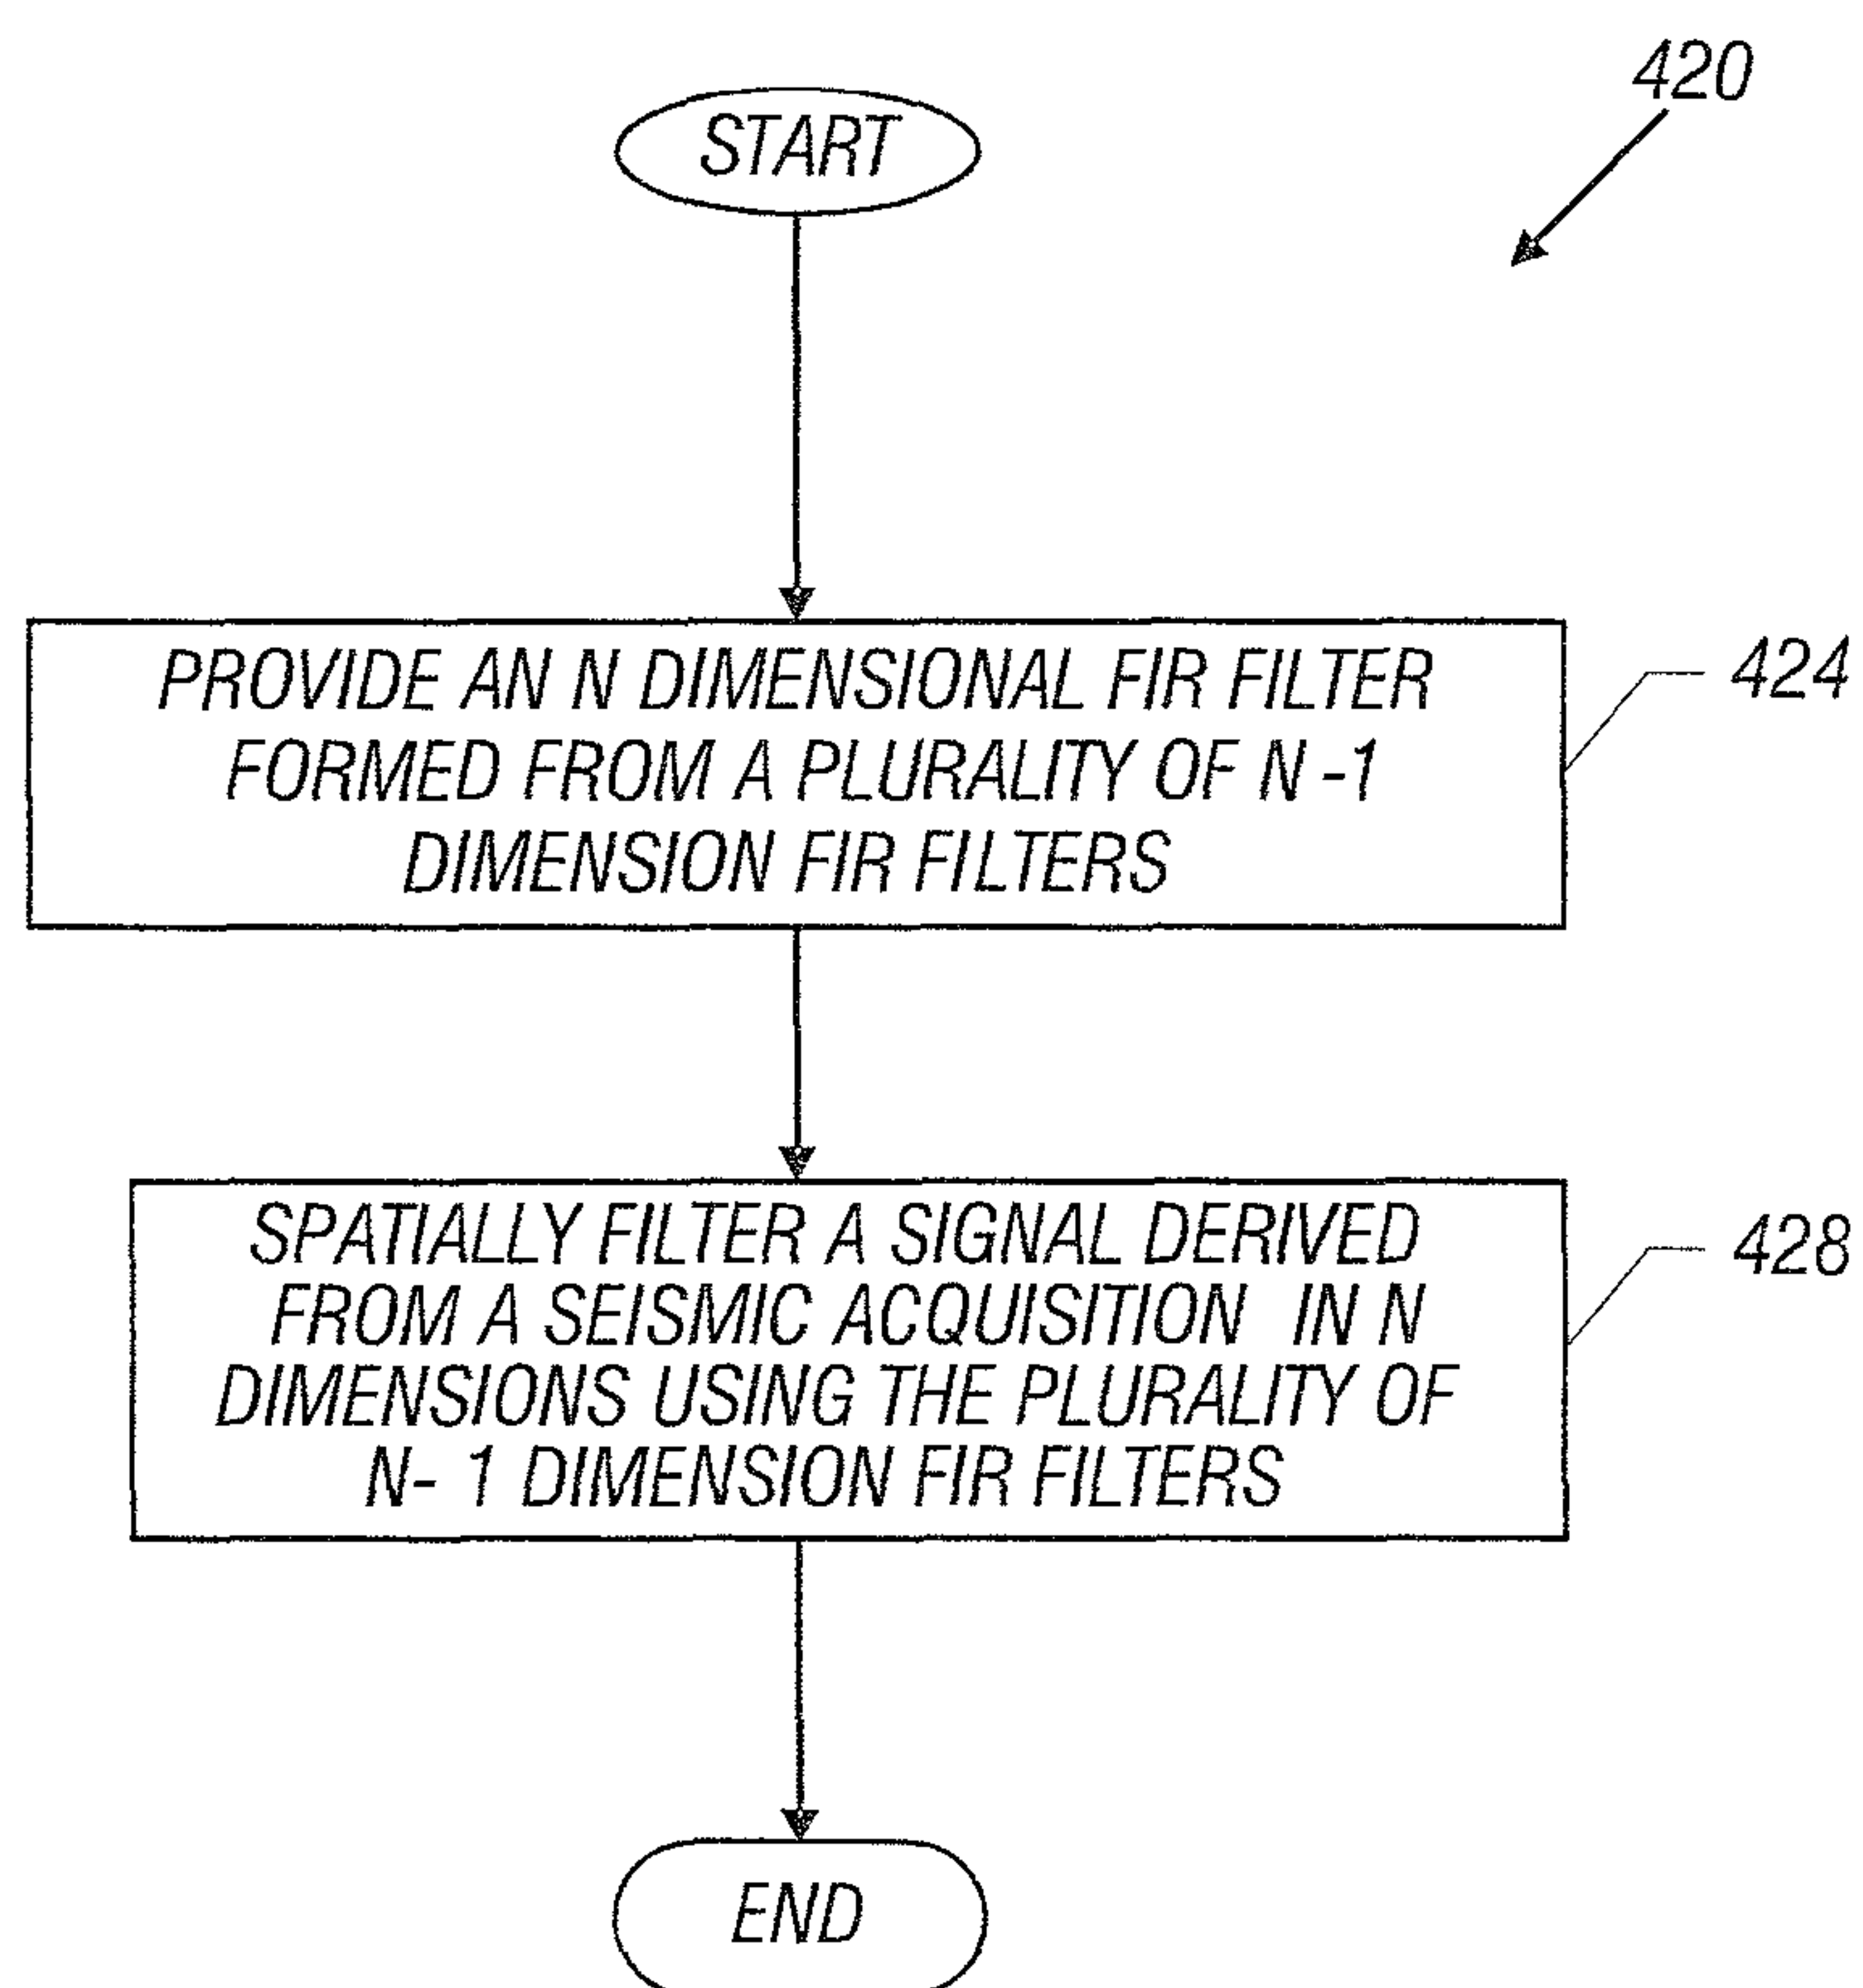 420
START
PROVIDE AN N DIMENSIONAL FIR FILTER
FORMED FROM A PLURALITY OF N -1
DIMENSION FIR FILTERS
424
SPATIALLY FILTER A SIGNAL DERIVED
FROM A SEISMIC ACQUISITION IN N
DIMENSIONS USING THE PLURALITY OF
N- 1 DIMENSION FIR FILTERS
428
END